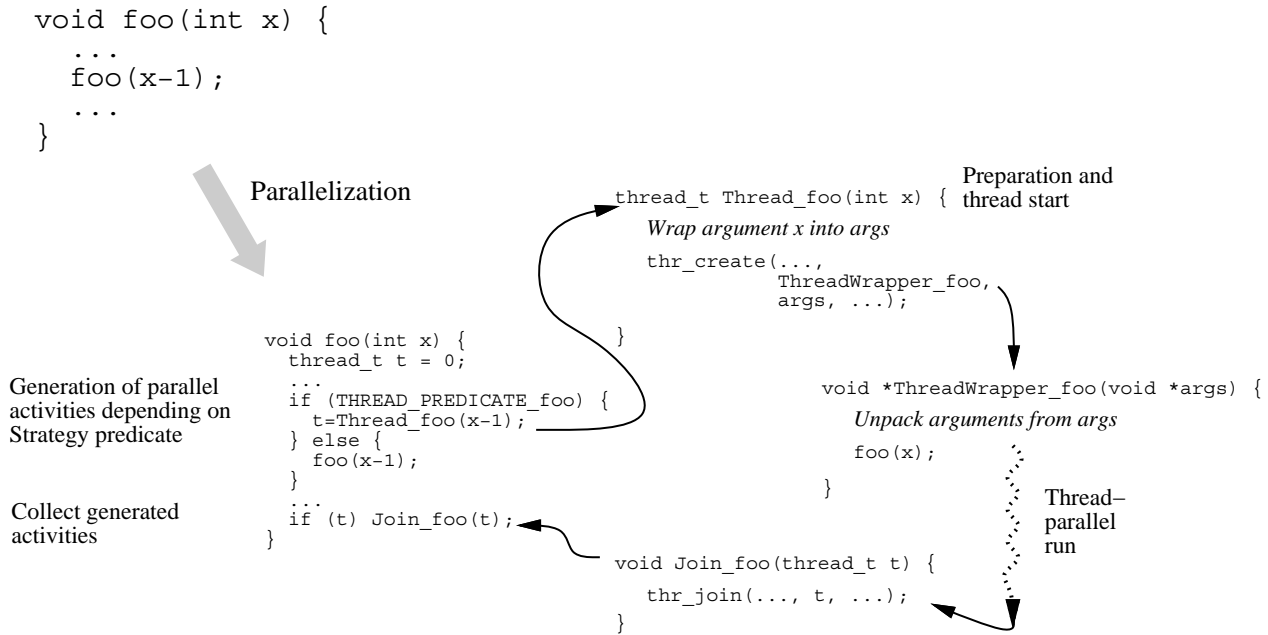 void foo(int x) {
...
foo(x−1);
...
}
Parallelization
thread_t Thread_foo(int x) {
Preparation and
thread start
Wrap argument x into args
thr_create(...,
ThreadWrapper_foo,
args, ...);
}
void foo(int x) {
thread_t t = 0;
...
if (THREAD_PREDICATE_foo) {
t=Thread_foo(x−1);
} else {
foo(x−1);
}
...
if (t) Join_foo(t);
}
Generation of parallel
activities depending on
Strategy predicate
Collect generated
activities
void *ThreadWrapper_foo(void *args) {
Unpack arguments from args
foo(x);
}
Thread−
parallel
run
void Join_foo(thread_t t) {
thr_join(..., t, ...);
}